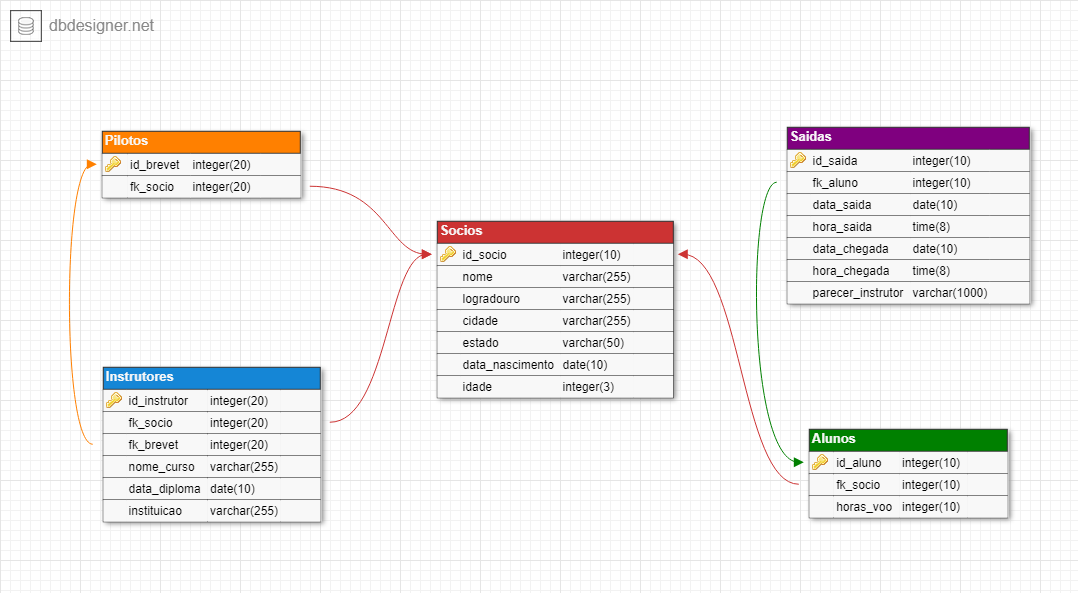 dbdesigner.net
Pilotos
id_brevet integer(20)
fk_socio integer(20)
Saidas
id_saida integer(10)
fk_aluno integer(10)
data_saida date(10)
hora_saida time(8)
data_chegada date(10)
hora_chegada time(8)
parecer_instrutor varchar(1000)
Socios
id_socio integer(10)
nome varchar(255)
logradouro varchar(255)
cidade varchar(255)
estado varchar(50)
data_nascimento date(10)
idade integer(3)
Instrutores
id_instrutor integer(20)
fk_socio integer(20)
fk_brevet integer(20)
nome_curso varchar(255)
data_diploma date(10)
instituicao varchar(255)
Alunos
id_aluno integer(10)
fk_socio integer(10)
horas_voo integer(10)